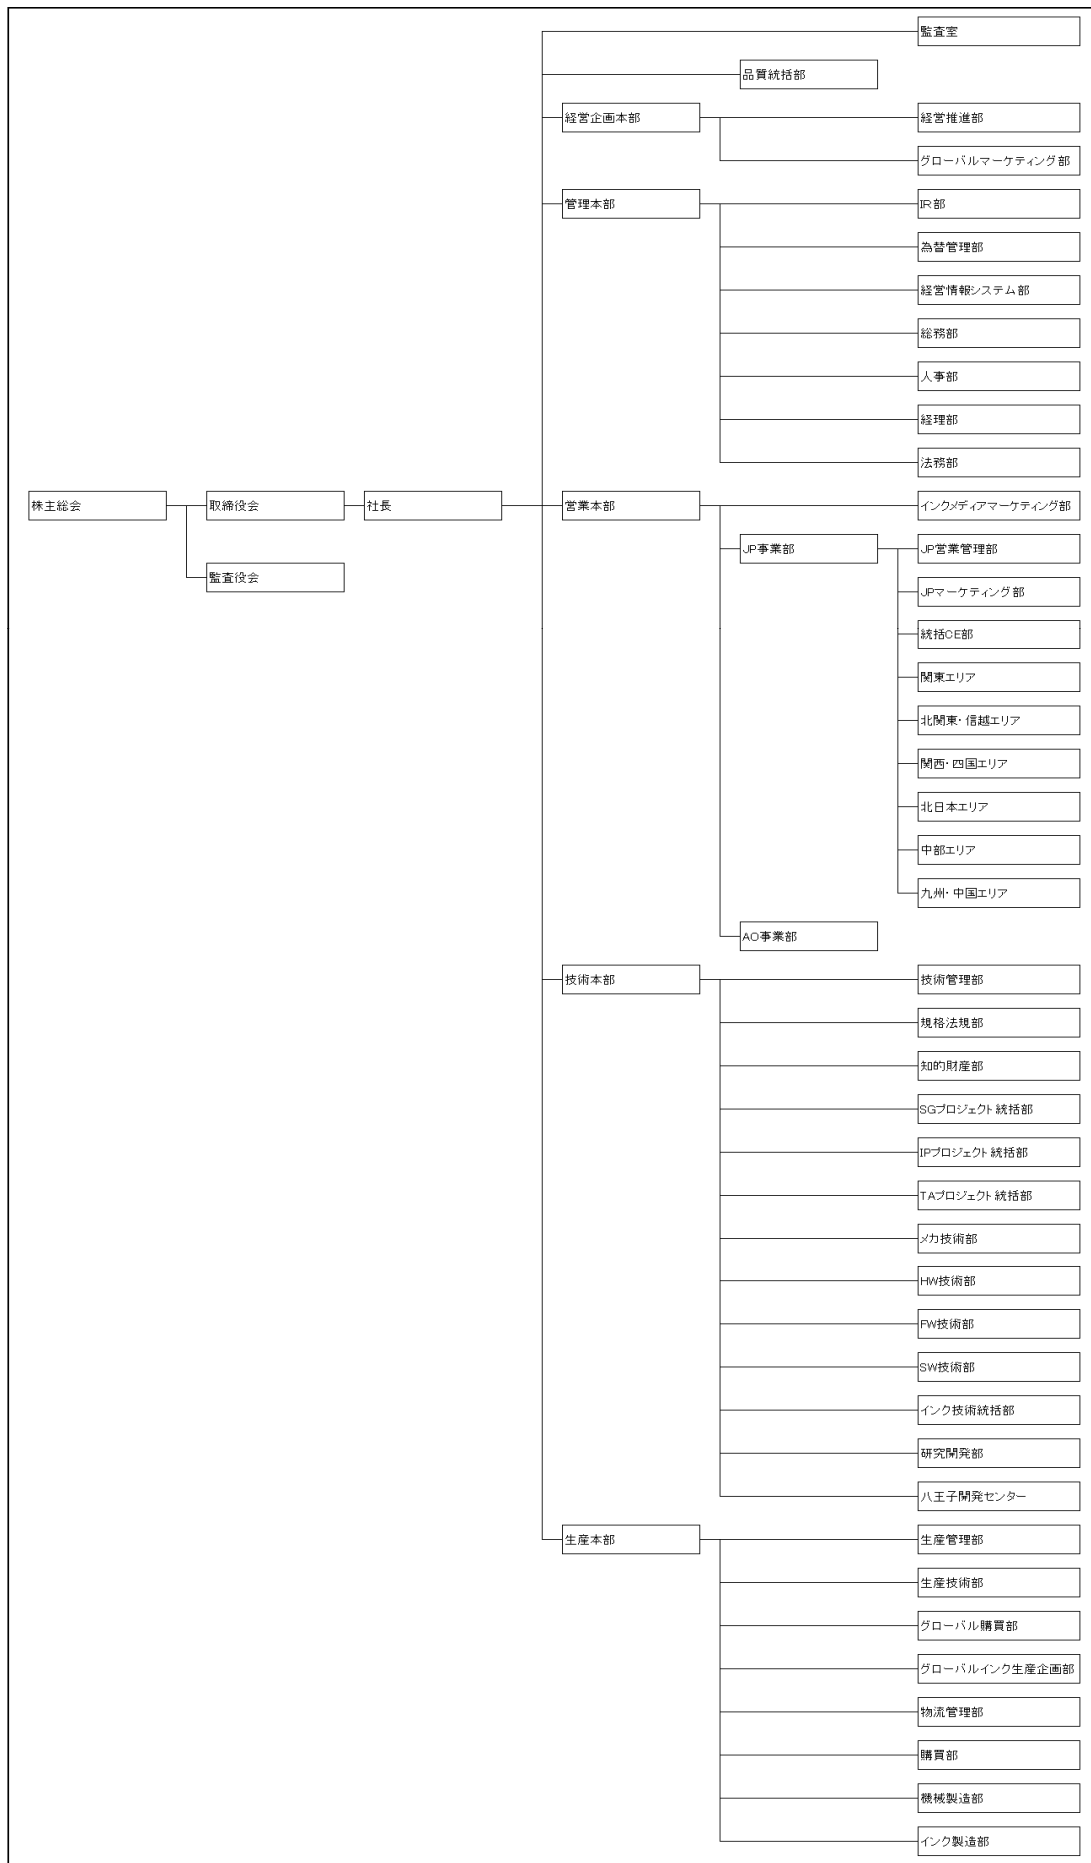 監査室
品質統括部
経営企画本部
経営推進部
グローバルマーケティング部
管理本部
IR部
為替管理部
経営情報システム部
総務部
人事部
経理部
法務部
株主総会
取締役会
社長
営業本部
インクメディアマーケティング部
JP事業部
JP営業管理部
監査役会
JPマーケティング部
統括CE部
関東エリア
北関東・信越エリア
関西・四国エリア
北日本エリア
中部エリア
九州・中国エリア
AO事業部
技術本部
技術管理部
規格法規部
知的財産部
SGプロジェクト統括部
IPプロジェクト統括部
TAプロジェクト統括部
メカ技術部
HW技術部
FW技術部
SW技術部
インク技術統括部
研究開発部
八王子開発センター
生産本部
生産管理部
生産技術部
グローバル購買部
グローバルインク生産企画部
物流管理部
購買部
機械製造部
インク製造部